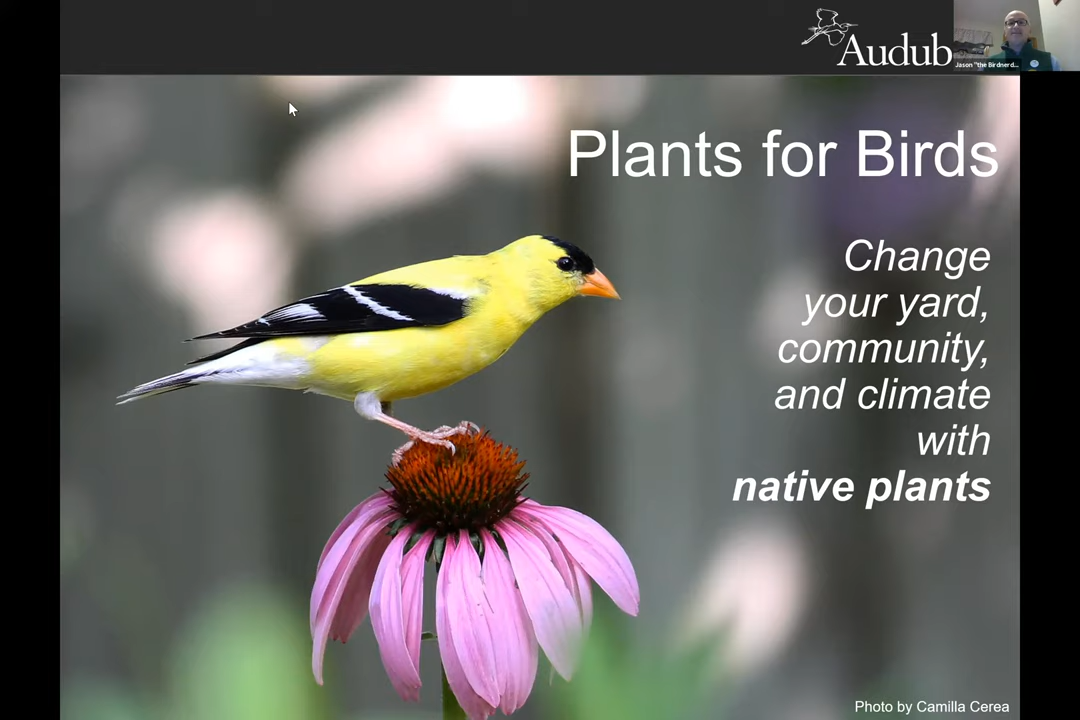 Audub
Jason "the Birdnerd...
Plants for Birds
Change
your yard,
community,
and climate
with
native plants
Photo by Camilla Cerea